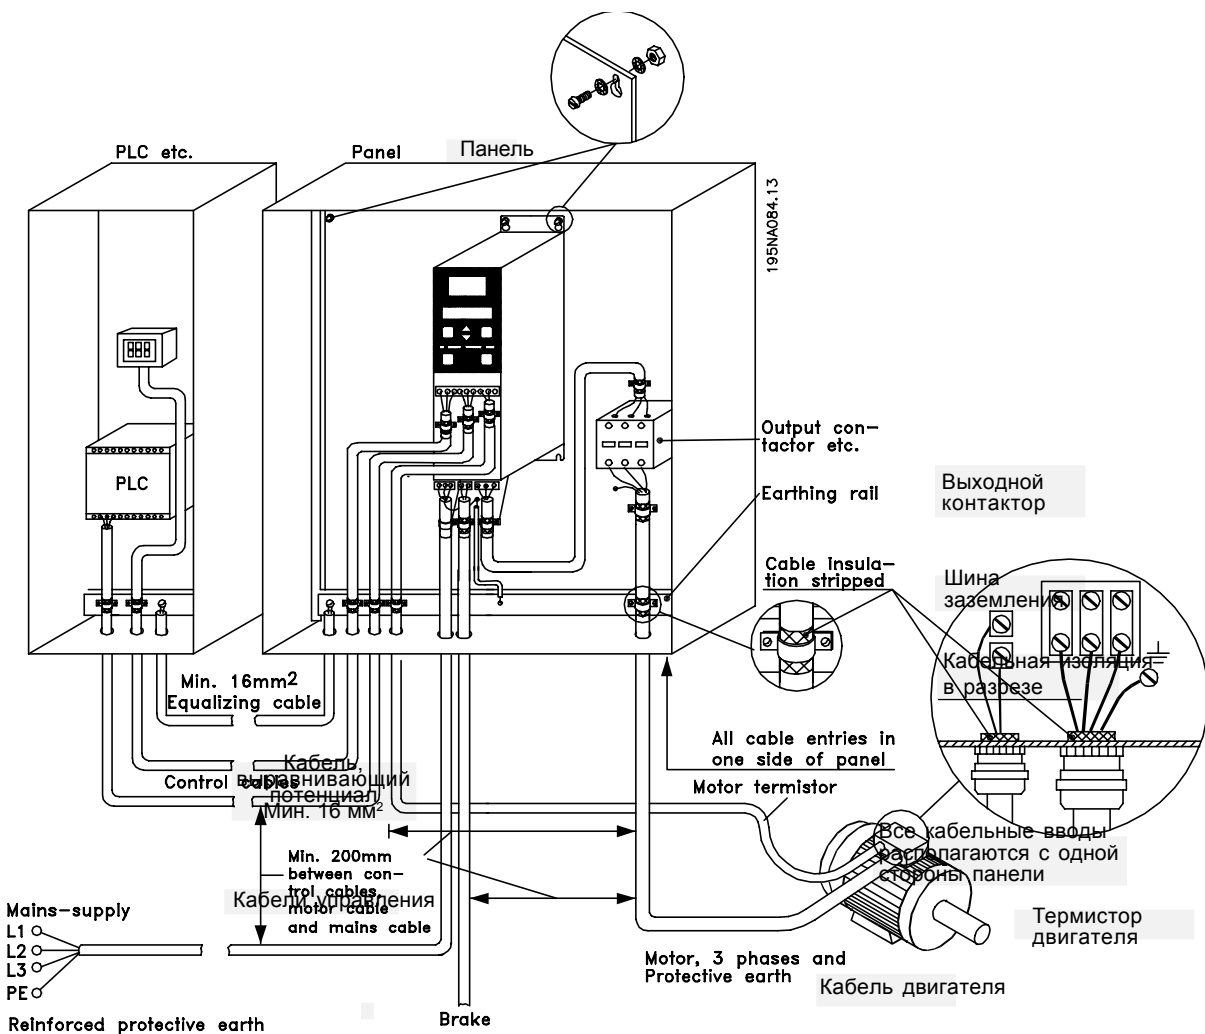 PLC etc.
Panel
Панель
195NA084.13
PLC
Output con-
tactor etc.
Earthing rail
Выходной
контактор
Cable insula-
tion stripped
Шина
заземления
Кабельная изоляция
в разрезе
Min. 16mm2
Equalizing cable
All cable entries in
one side of panel
Control cables
Кабель,
выравнивающий
потенциал
Мин. 16 мм2
Motor termistor
Min. 200mm
between con-
trol cables,
motor cable
and mains cable
Кабели управления
Все кабельные вводы
располагаются с одной
стороны панели
Mains-supply
L1
L2
L3
PE
Термистор
двигателя
Motor, 3 phases and
Protective earth
Кабель двигателя
Reinforced protective earth
Brake